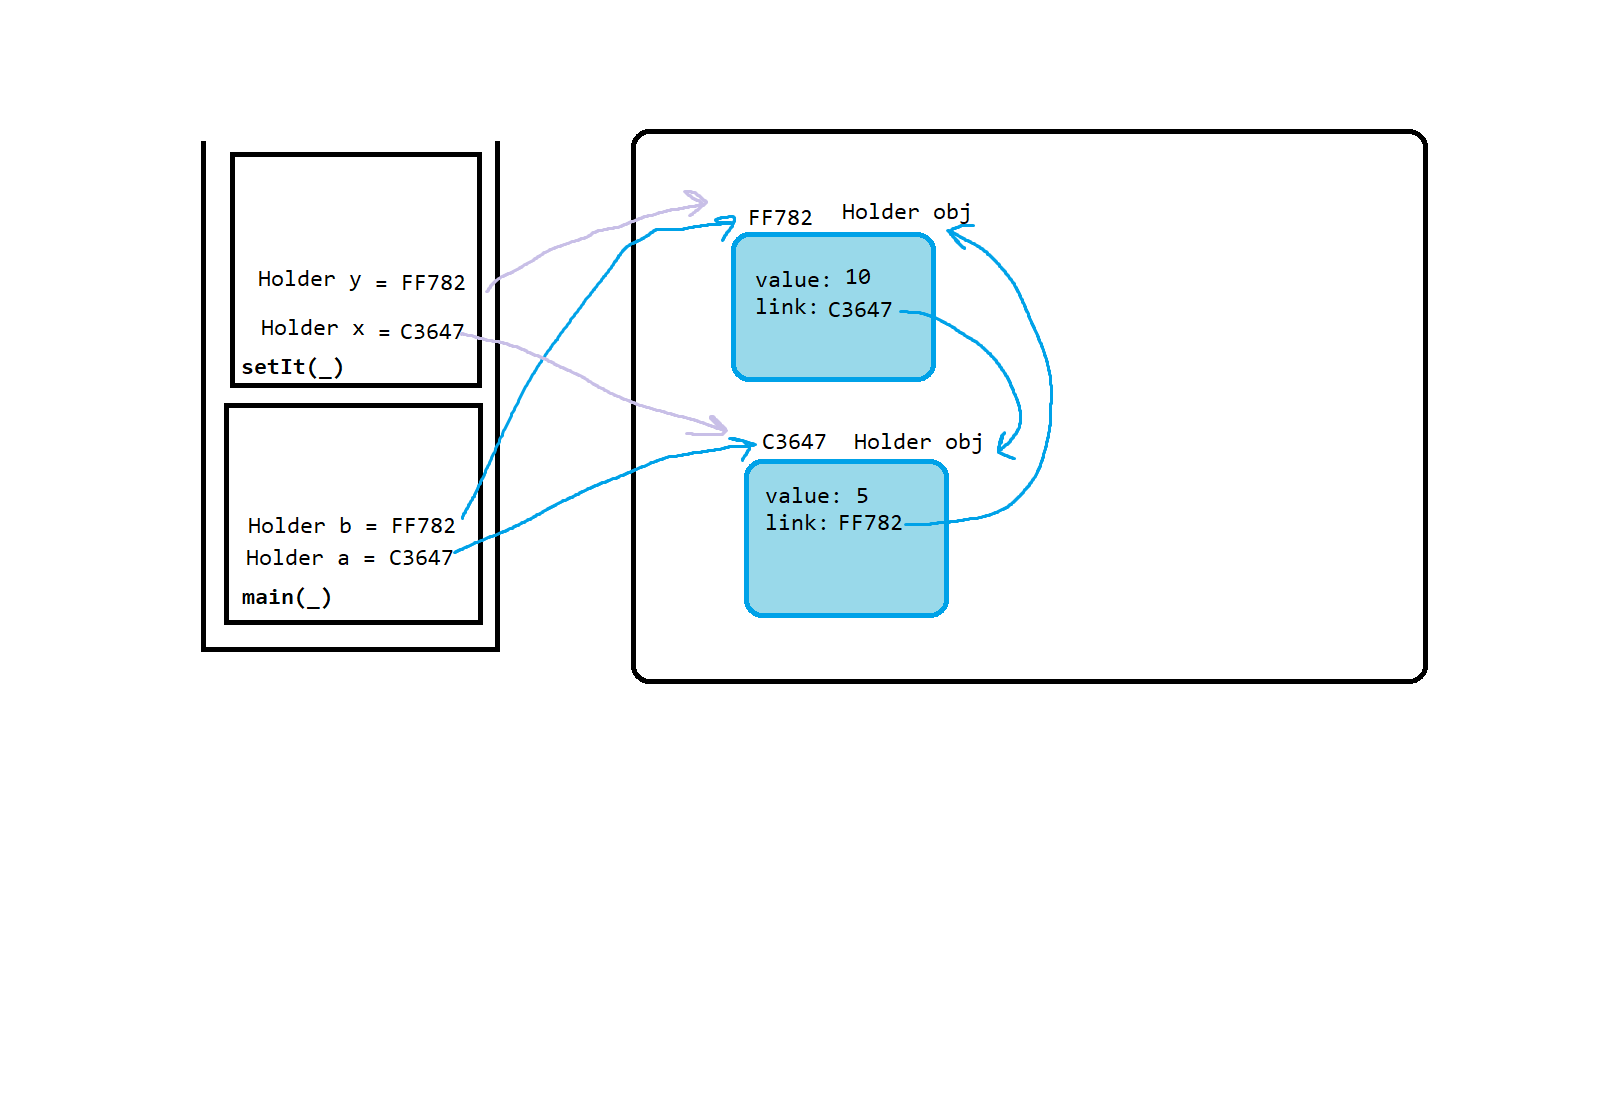 Holder y = FF782
Holder x = C3647
setIt(_)
Holder b = FF782
Holder a = C3647
main(_)
FF782 Holder obj
value: 10
link: C3647
C3647 Holder obj
value: 5
link: FF782